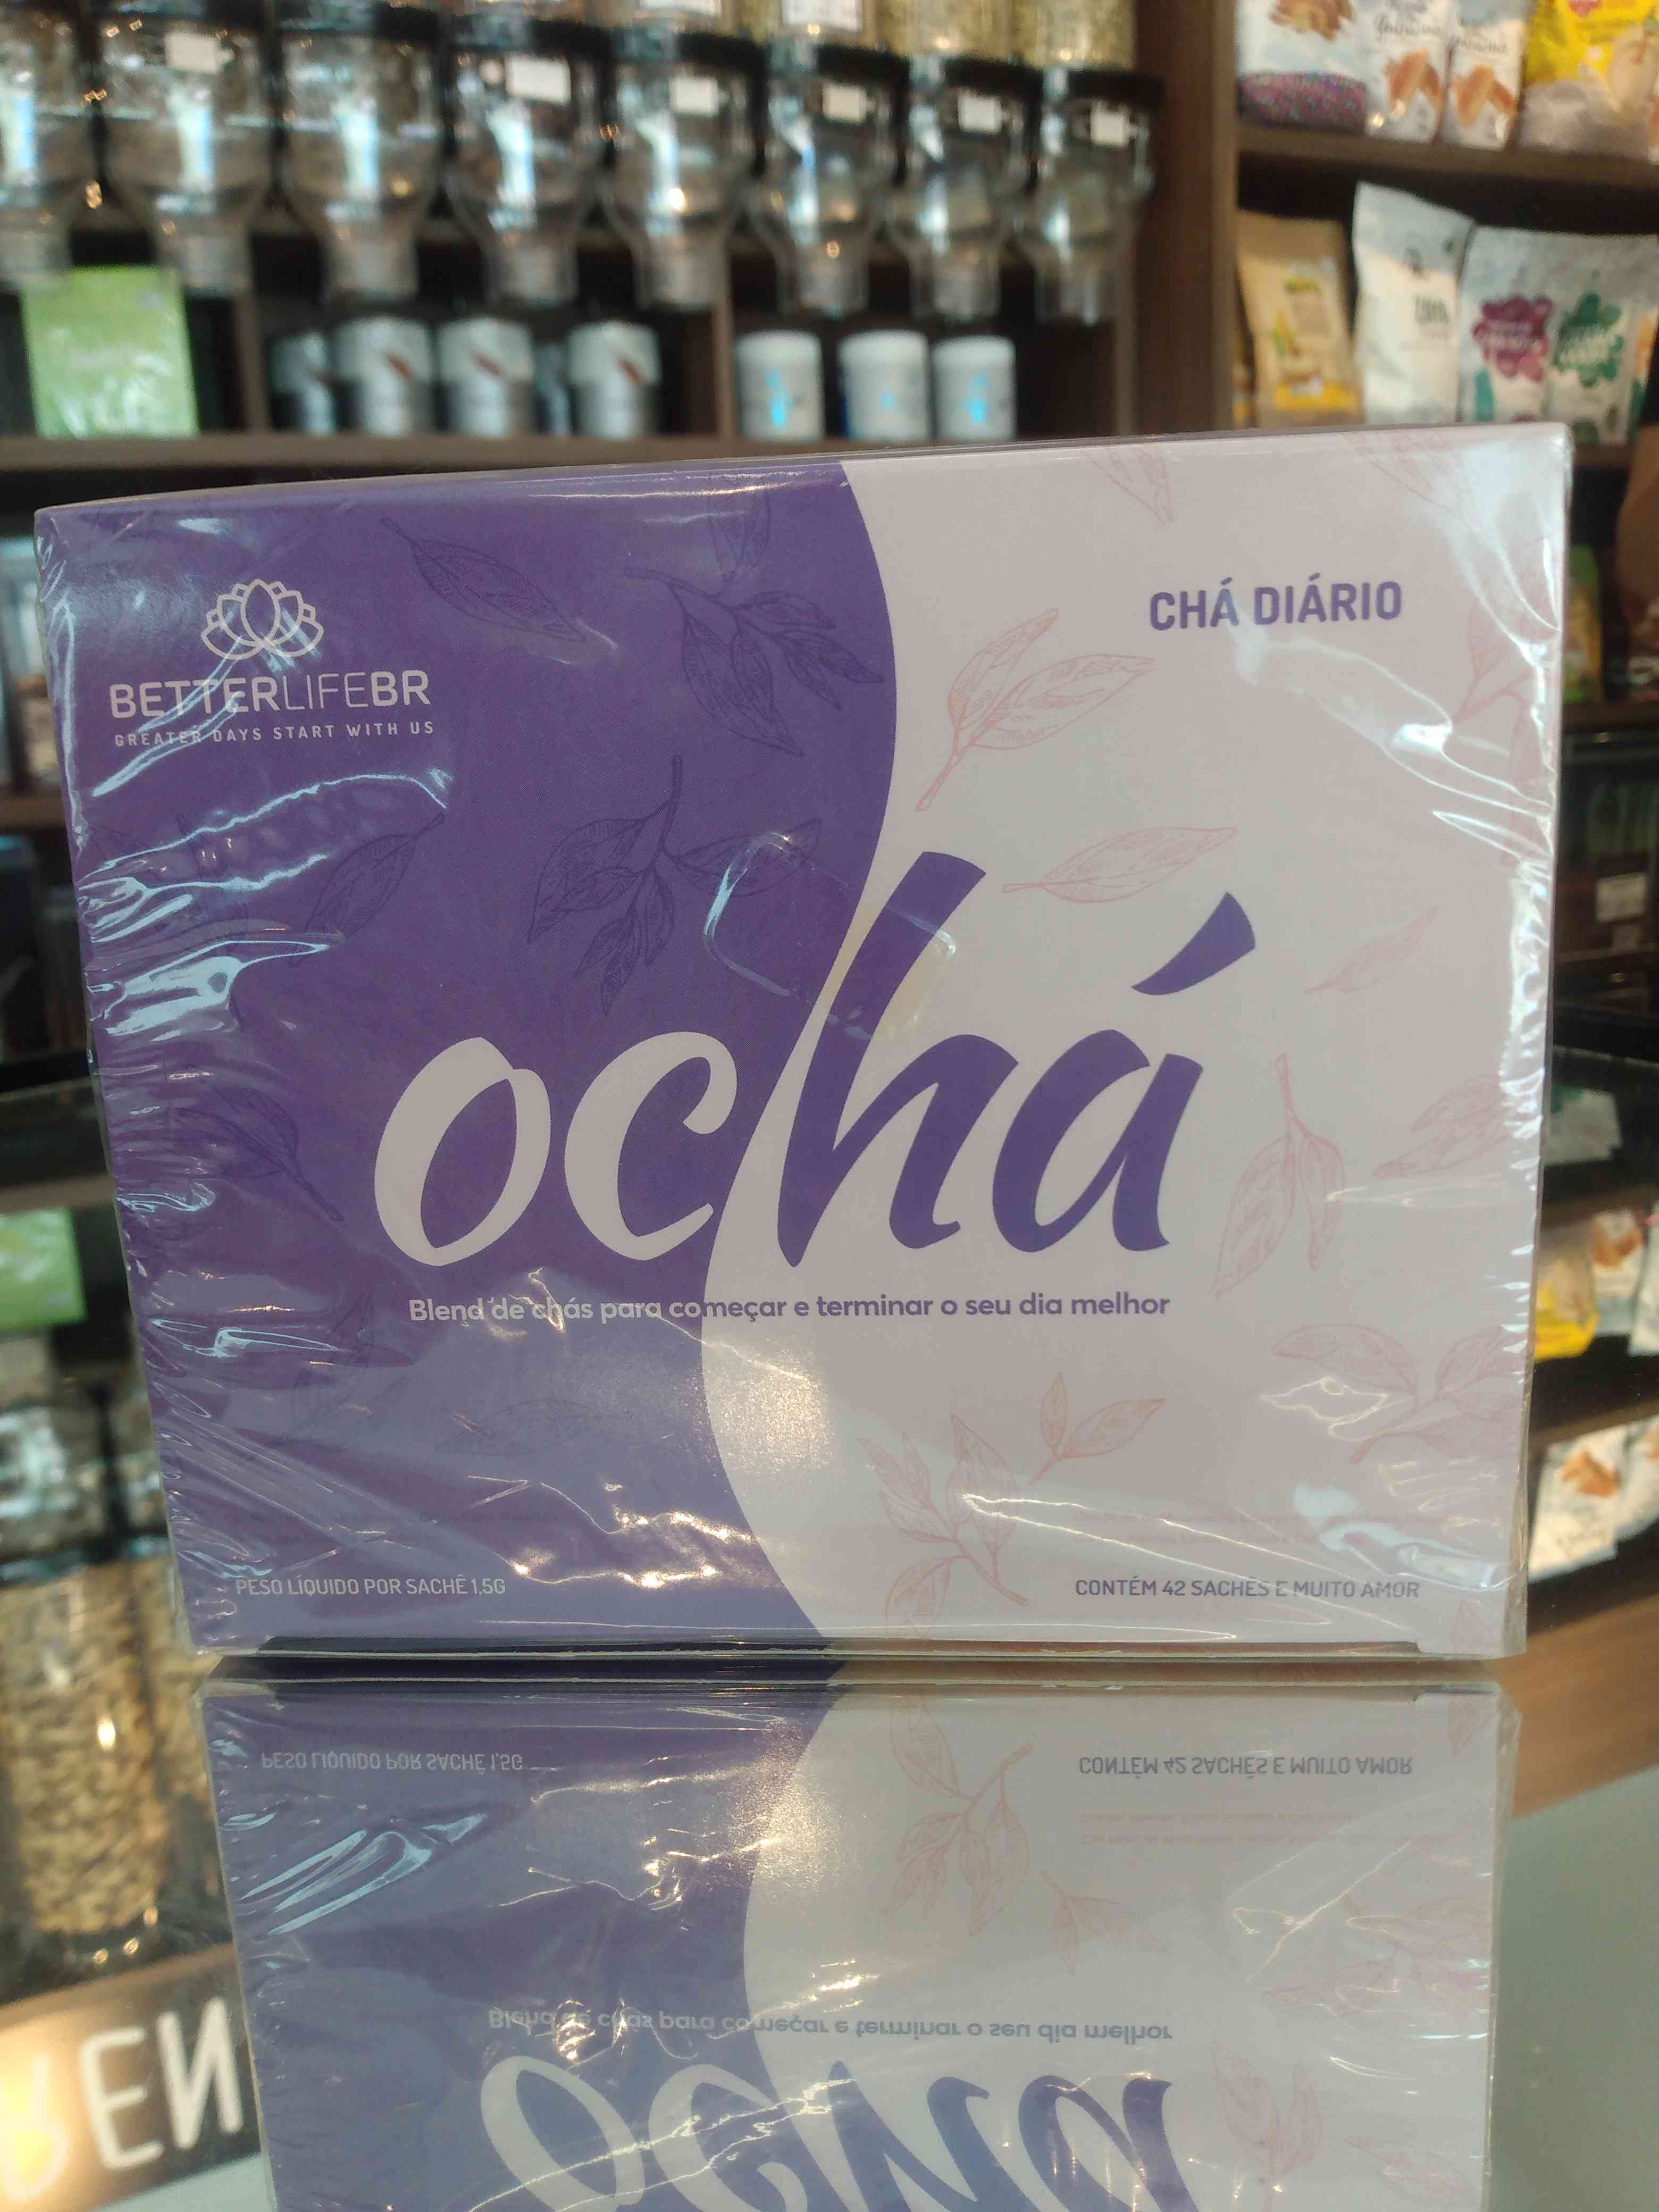 BETTERLIFEBR
GREATER DAYS START WITH US
CHÁ DIÁRIO
ochá
Blend de chás para começar e terminar o seu dia melhor
PESO LÍQUIDO POR SACHÊ 1,5G
CONTÉM 42 SACHÊS E MUITO AMOR